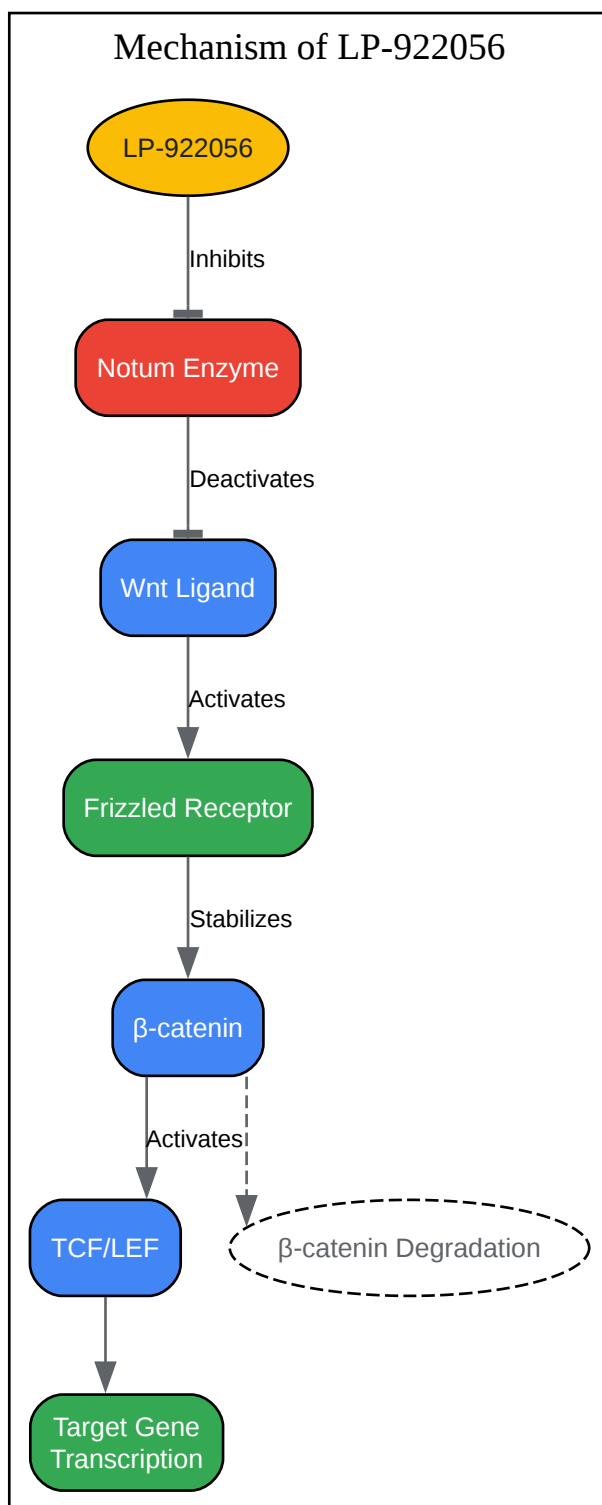 Mechanism of LP-922056
LP-922056
Inhibits
Notum Enzyme
Deactivates
Wnt Ligand
Activates
Frizzled Receptor
Stabilizes
β-catenin
Activates
TCF/LEF
β-catenin Degradation
Target Gene
Transcription